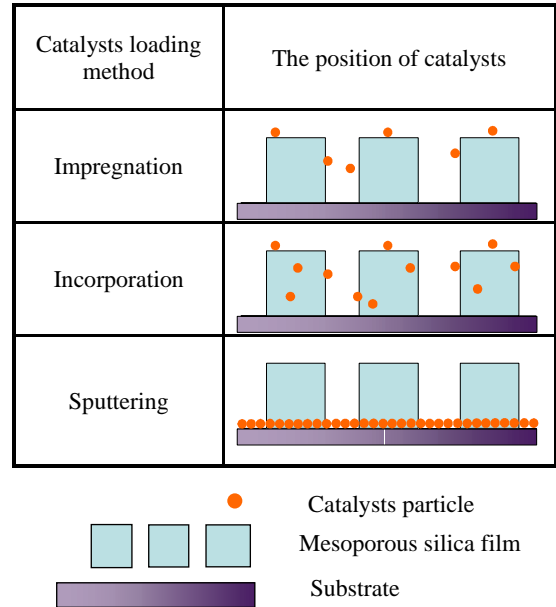 Catalysts loading
method
The position of catalysts
Impregnation
Incorporation
Sputtering
Catalysts particle
Mesoporous silica film
Substrate